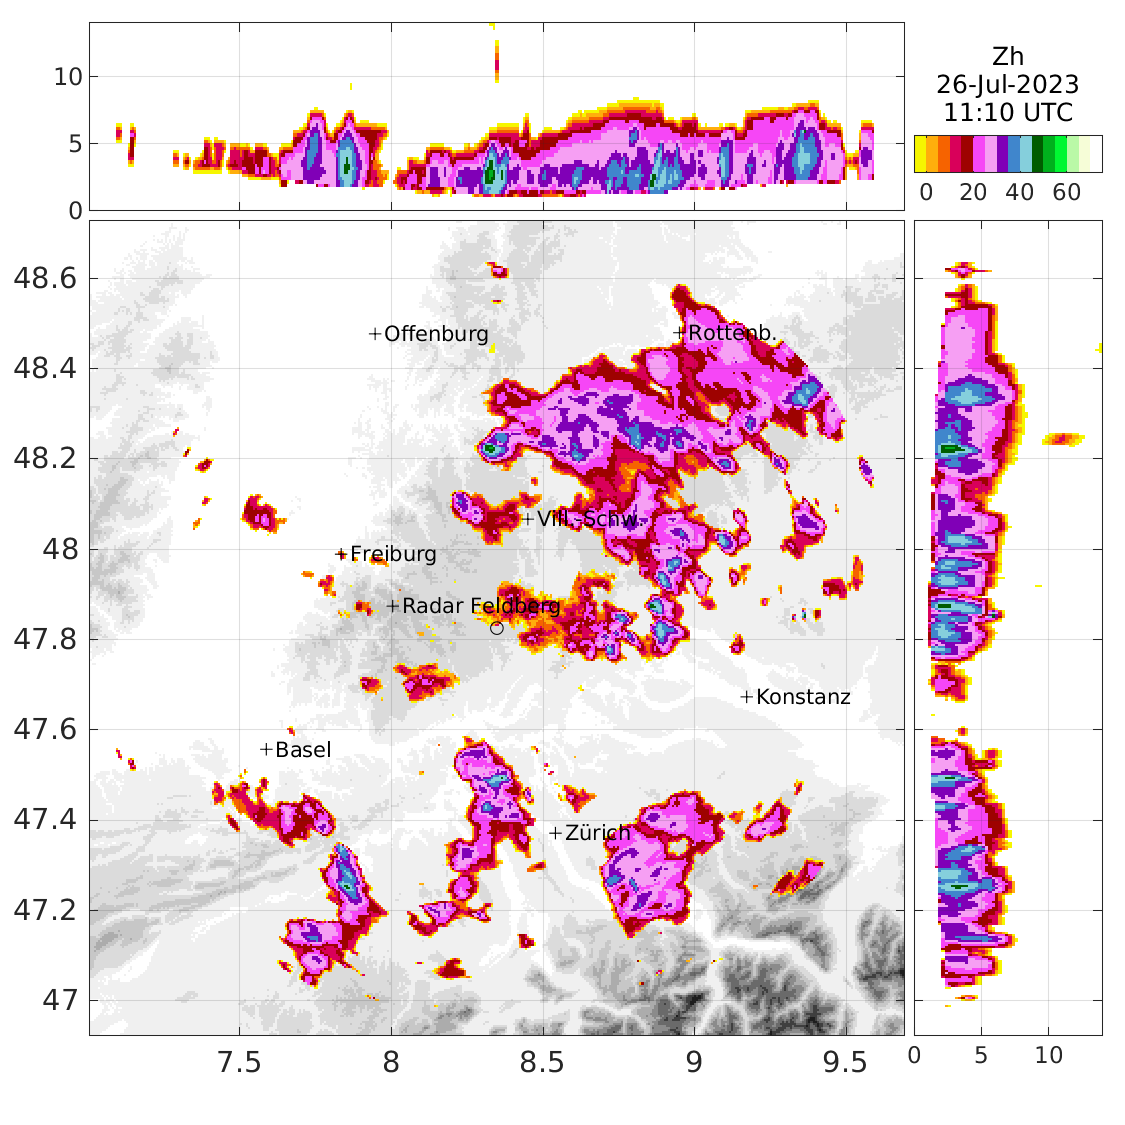 10
5
0
Zh
26-Jul-2023
11:10 UTC
0 20 40 60
48.6
48.4
48.2
48
47.8
47.6
47.4
47.2
47
+Offenburg
+Rottenb.
+Vill.-Schw.
+Freiburg
+Radar Feldberg
+Konstanz
+Basel
+Zürich
7.5 8 8.5 9 9.5
0 5 10